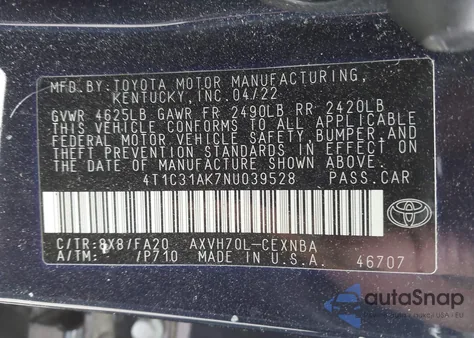 MFD.BY: TOYOTA MOTOR MANUFACTURING,
KENTUCKY, INC. 04/22
GVWR 4625LB GAWR FR 2490LB RR 2420LB
THIS VEHICLE CONFORMS TO ALL APPLICABLE
FEDERAL MOTOR VEHICLE SAFETY, BUMPER, AND
THEFT PREVENTION STANDARDS IN EFFECT ON
THE DATE OF MANUFACTURE SHOWN ABOVE.
4T1C31AK7NU039528 PASS.CAR
C/TR: 8X8/FA20 AXVH70L-CEXNBA
A/TM: /P710 MADE IN U.S.A. 46707
TOYOTA
autoSnap